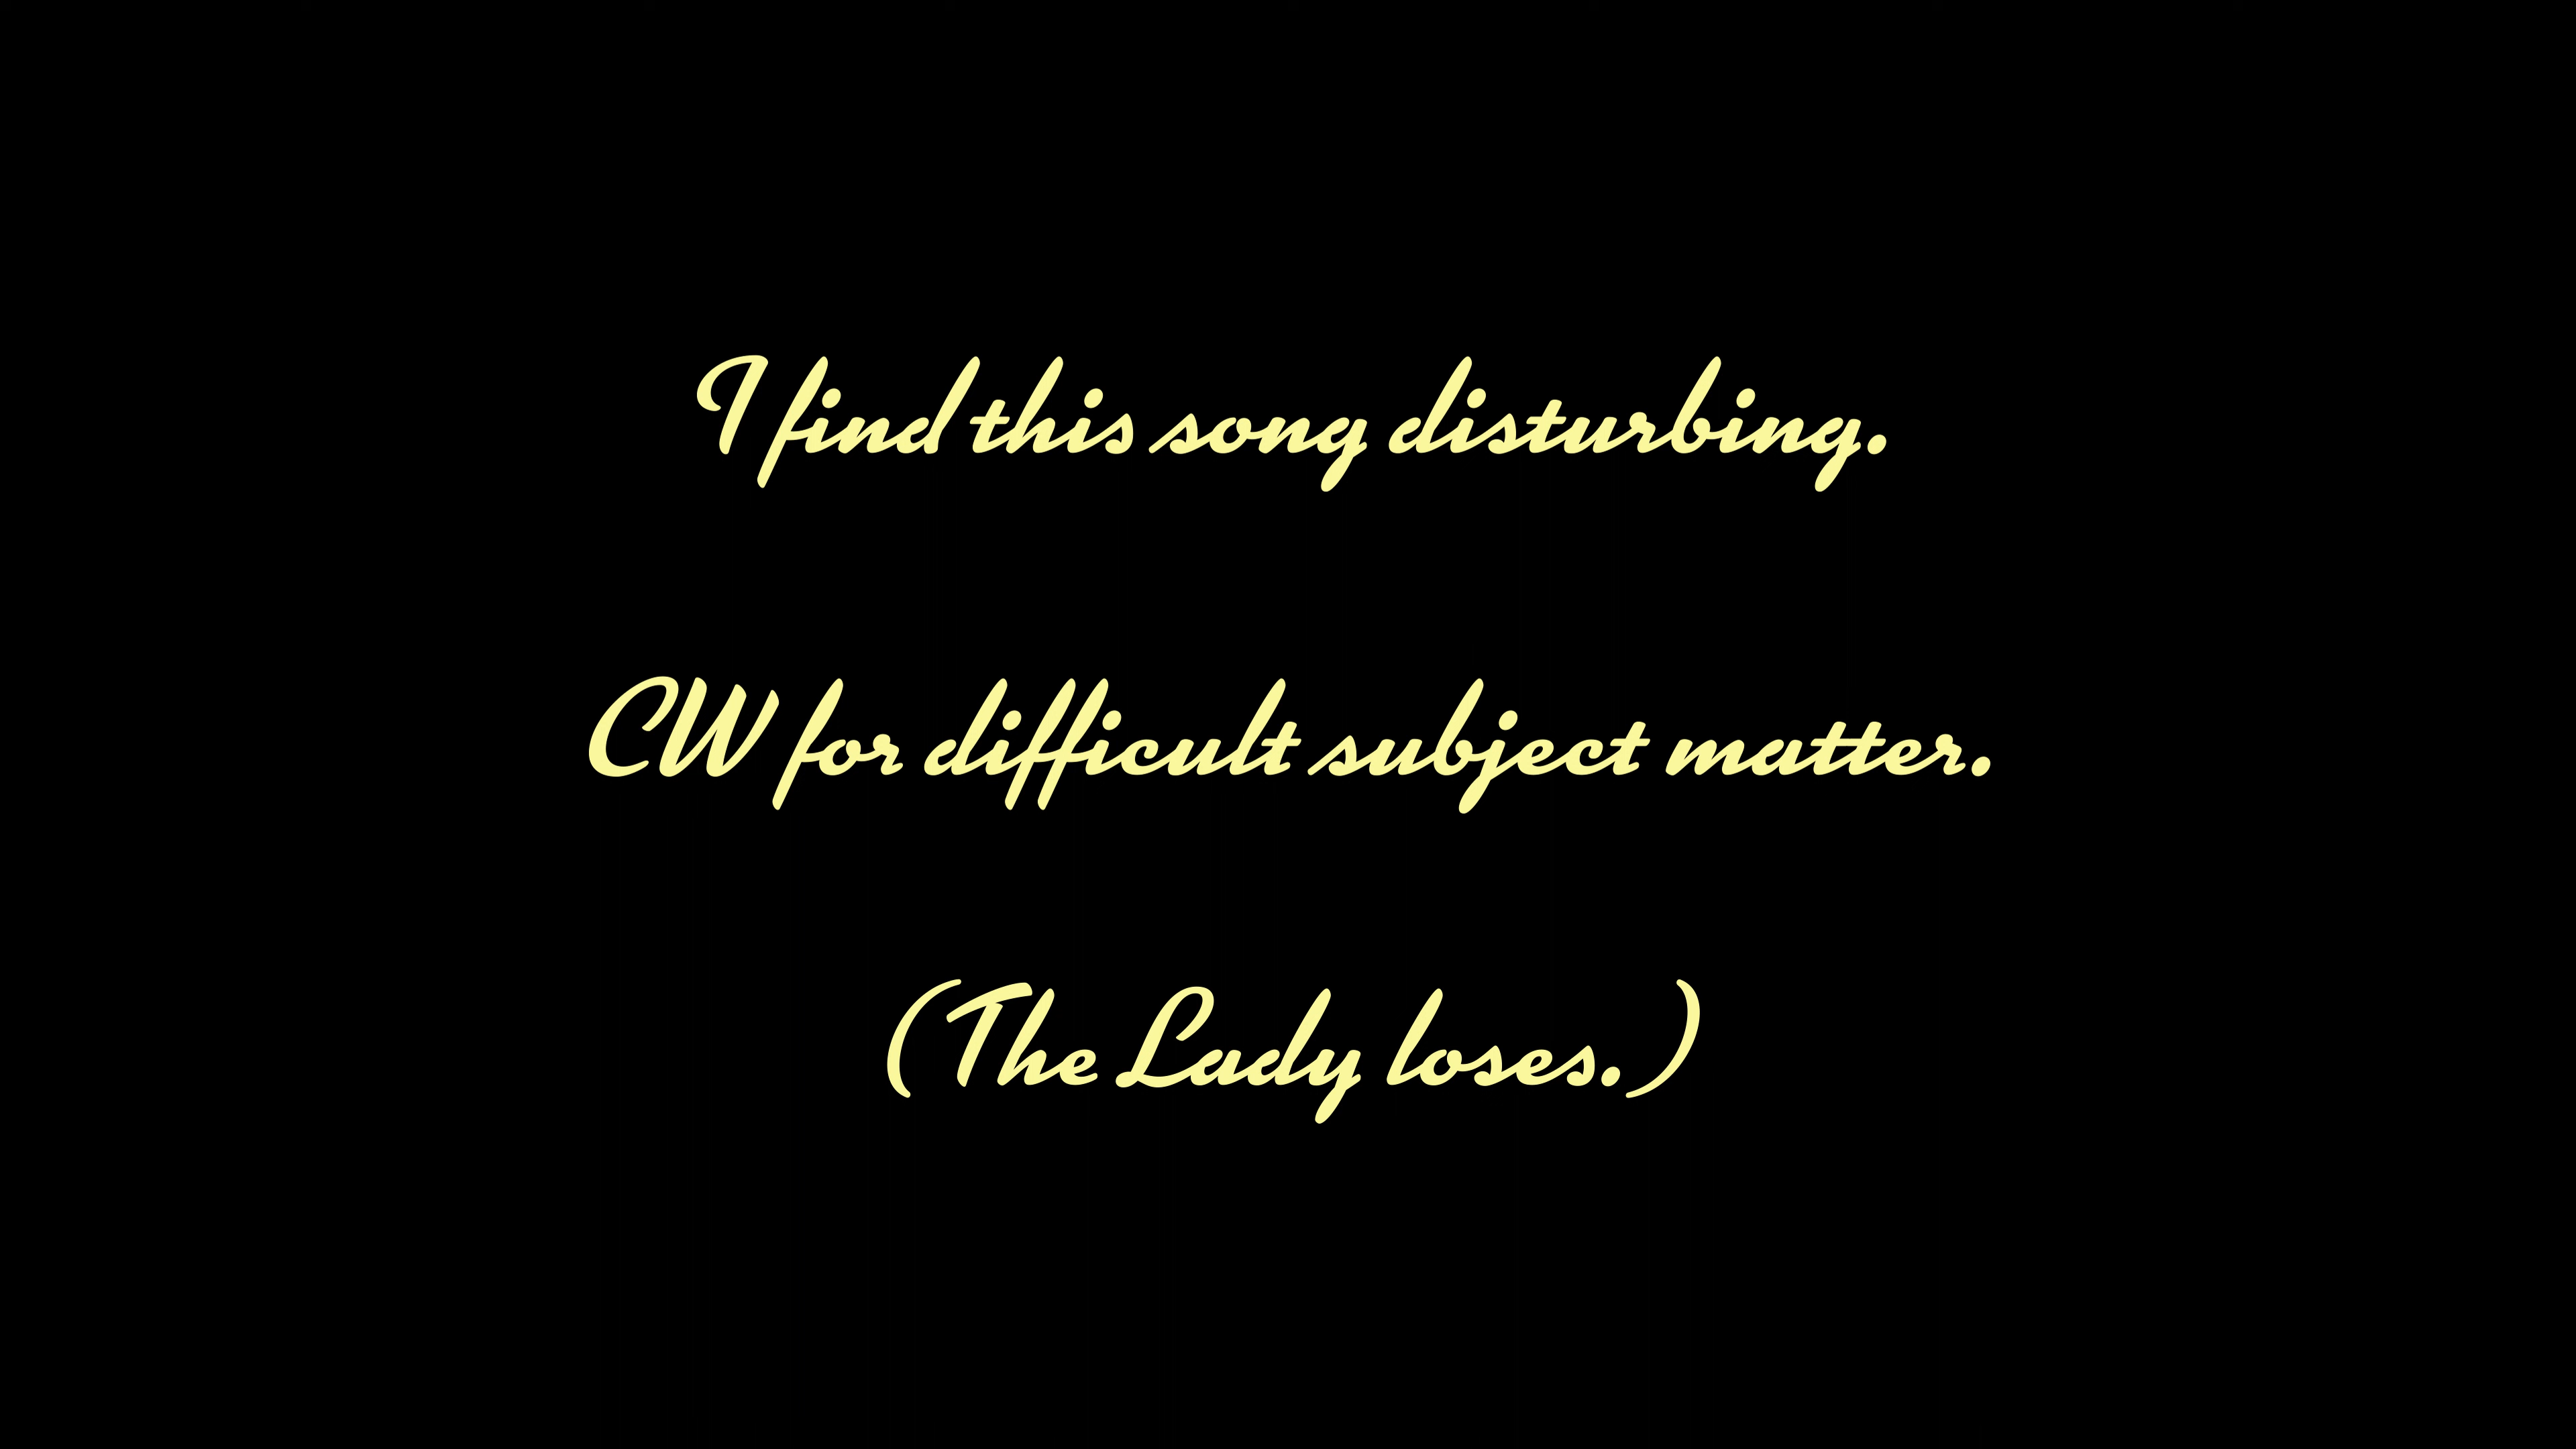 I find this song disturbing.
CW for difficult subject matter.
(The Lady loses.)